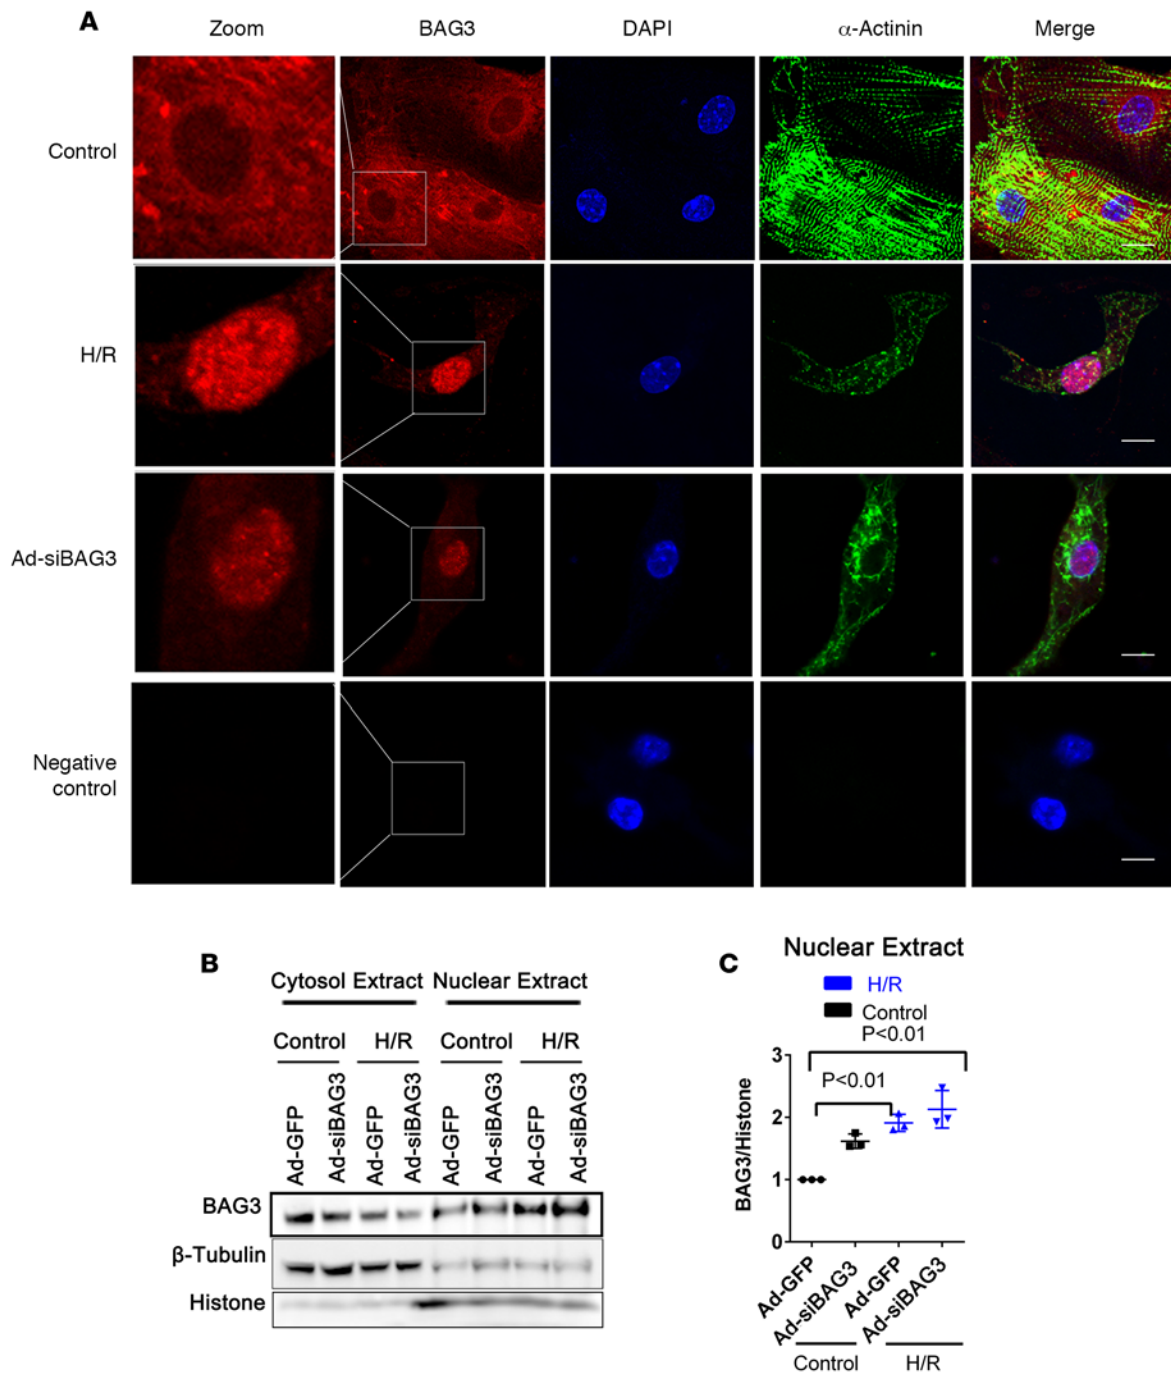 A
Zoom BAG3 DAPI α-Actinin Merge
Control
H/R
Ad-siBAG3
Negative
control
B
Cytosol Extract Nuclear Extract
Control H/R Control H/R
Ad-GFP Ad-siBAG3 Ad-GFP Ad-siBAG3 Ad-GFP Ad-siBAG3 Ad-GFP Ad-siBAG3
BAG3
β-Tubulin
Histone
C
Nuclear Extract
H/R
Control
P<0.01
P<0.01
BAG3/Histone
3
2
1
0
Ad-GFP Ad-siBAG3 Ad-GFP Ad-siBAG3
Control H/R